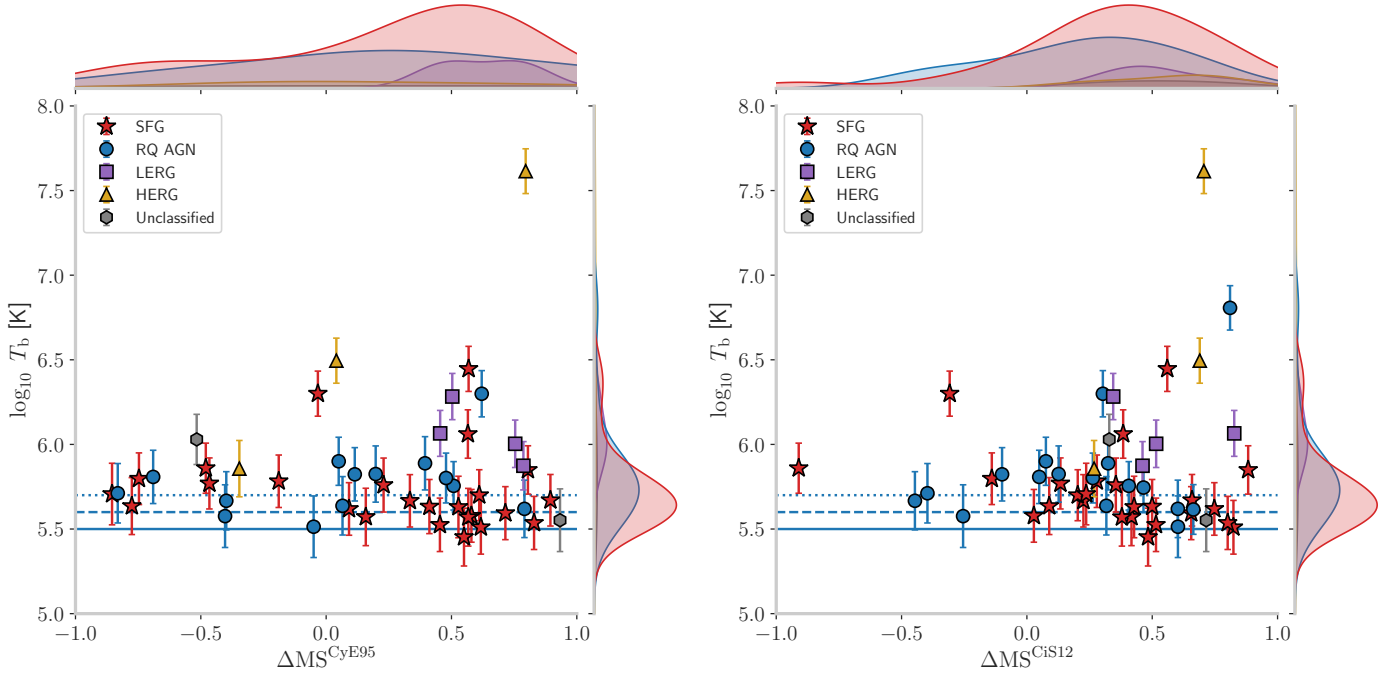 8.0
7.5
7.0
6.5
6.0
5.5
5.0
log₁₀ T_b [K]
SFG
RQ AGN
LERG
HERG
Unclassified
−1.0 −0.5 0.0 0.5 1.0
ΔMS^CyE95
8.0
7.5
7.0
6.5
6.0
5.5
5.0
log₁₀ T_b [K]
SFG
RQ AGN
LERG
HERG
Unclassified
−1.0 −0.5 0.0 0.5 1.0
ΔMS^CiS12